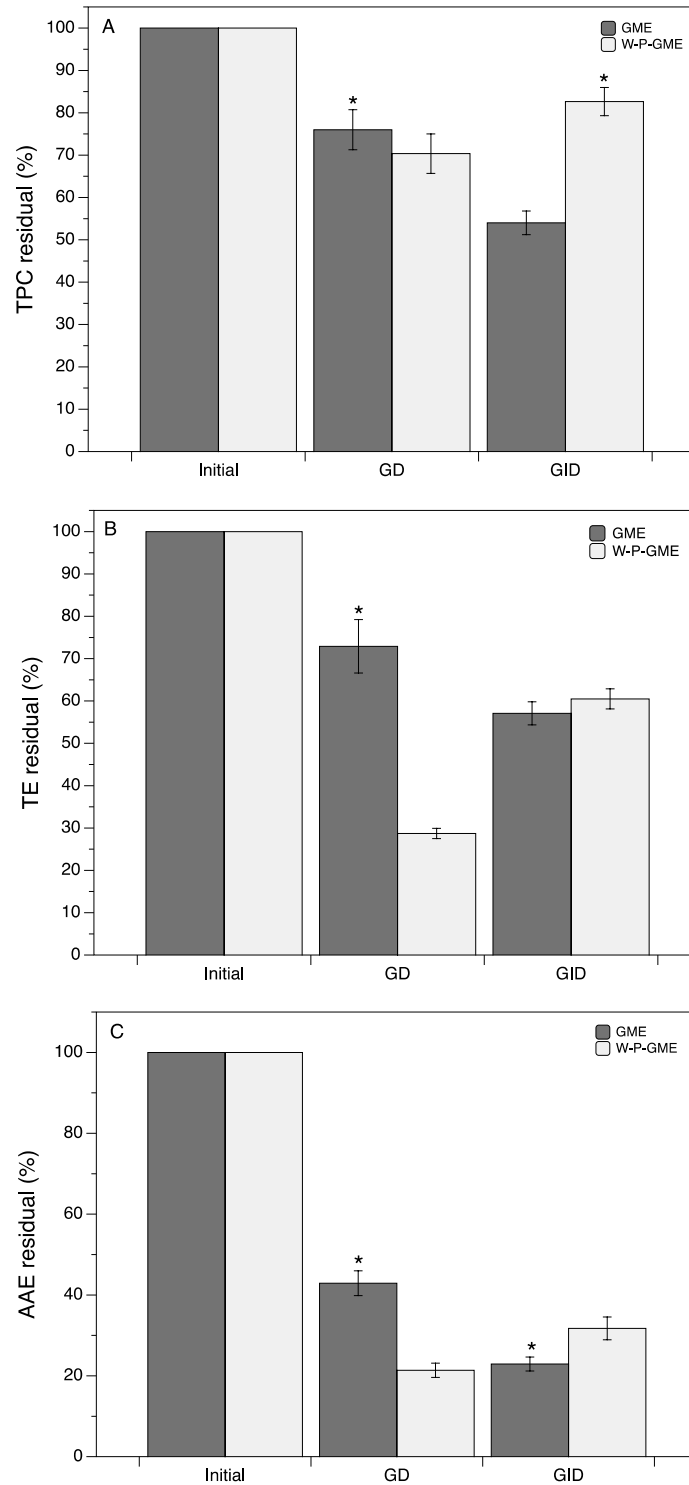 A
GME
W-P-GME
TPC residual (%)
100
90
80
70
60
50
40
30
20
10
0
*
*
Initial GD GID
B
GME
W-P-GME
TE residual (%)
100
90
80
70
60
50
40
30
20
10
0
*
Initial GD GID
C
GME
W-P-GME
AAE residual (%)
100
80
60
40
20
0
*
*
Initial GD GID